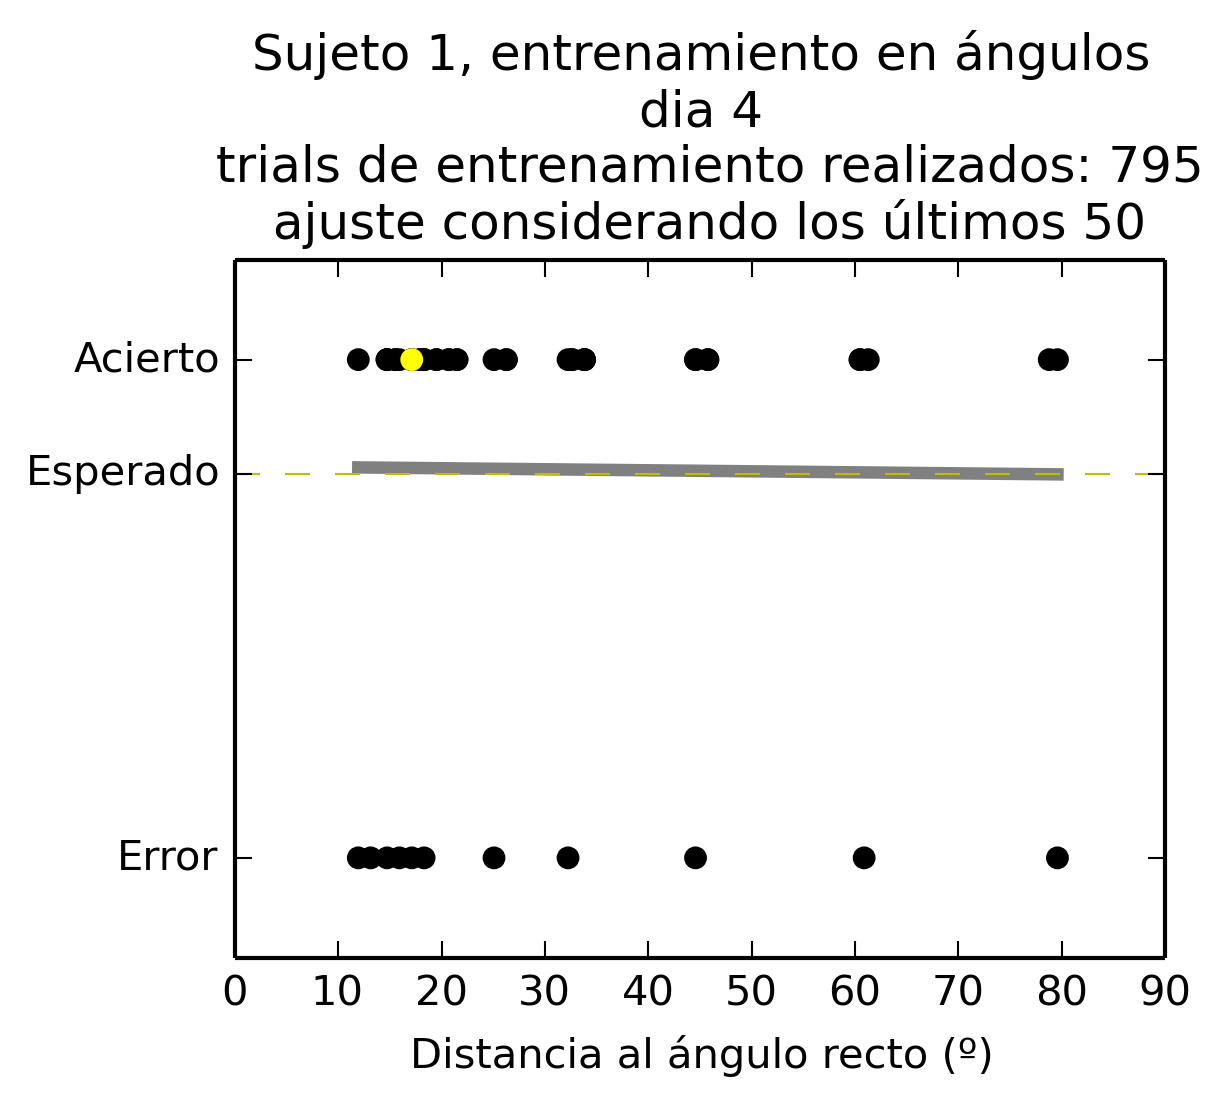 Sujeto 1, entrenamiento en ángulos
dia 4
trials de entrenamiento realizados: 795
ajuste considerando los últimos 50
Acierto
Esperado
Error
0 10 20 30 40 50 60 70 80 90
Distancia al ángulo recto (º)